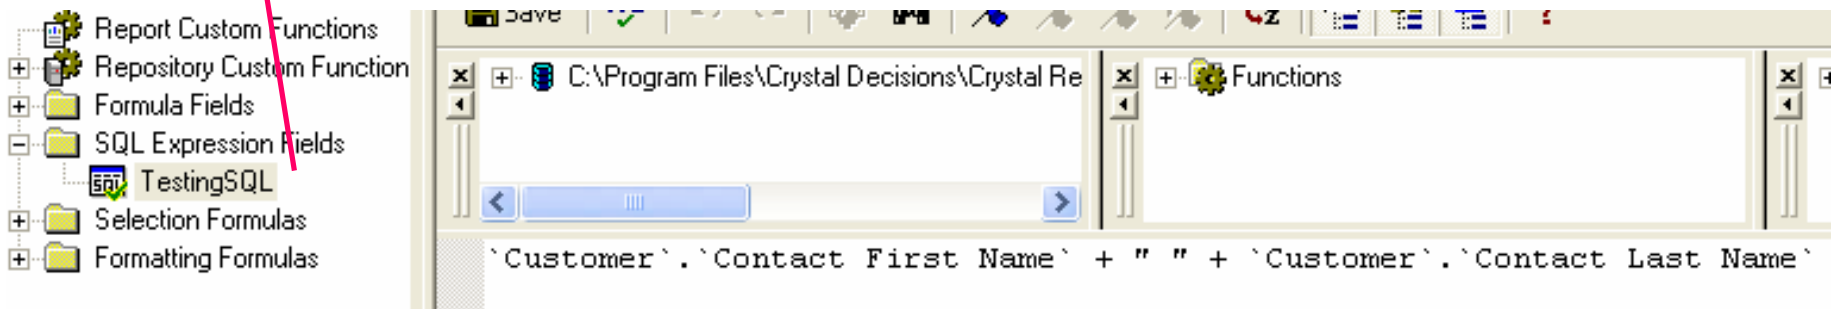 Report Custom Functions
Repository Custom Function
Formula Fields
SQL Expression Fields
SQL TestingSQL
Selection Formulas
Formatting Formulas
Save
C:\Program Files\Crystal Decisions\Crystal Re
Functions
`Customer`.`Contact First Name` + " " + `Customer`.`Contact Last Name`